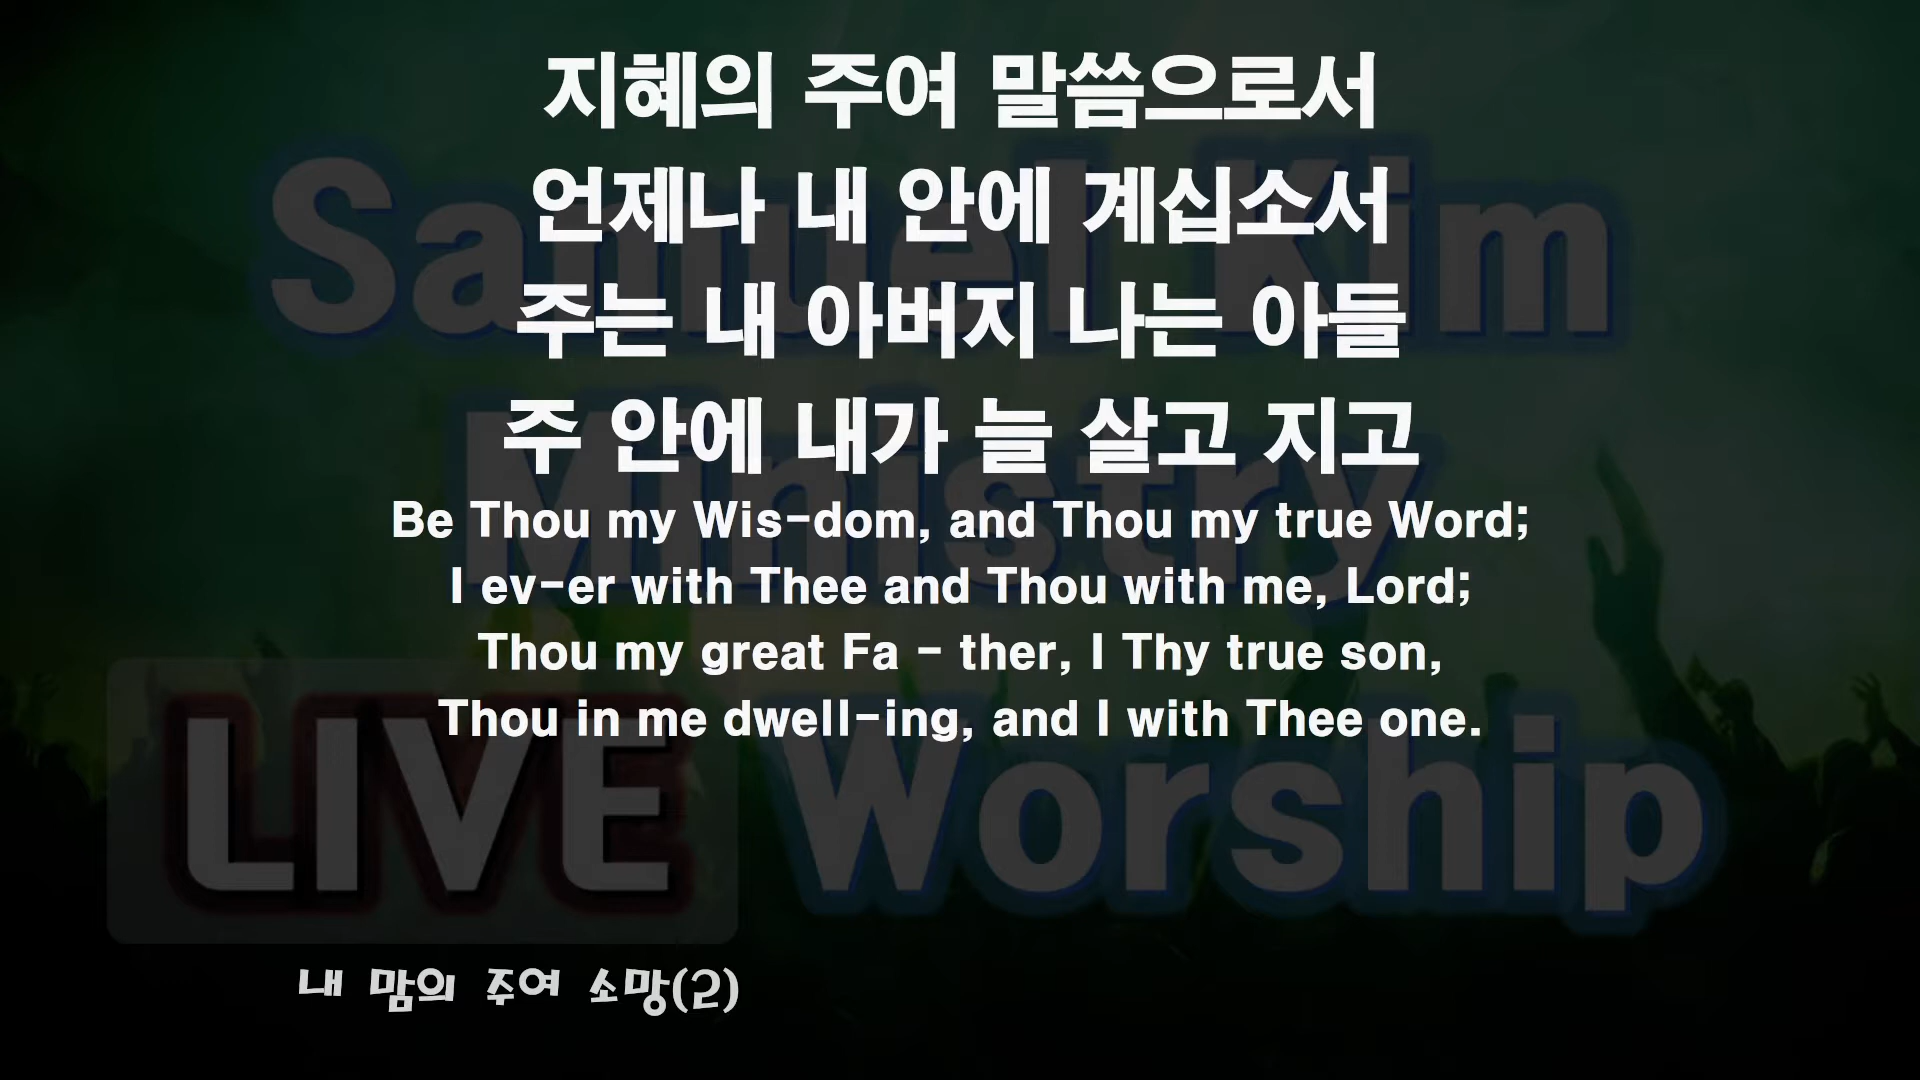 지혜의 주여 말씀으로서
언제나 내 안에 계십소서
주는 내 아버지 나는 아들
주 안에 내가 늘 살고 지고
Be Thou my Wis-dom, and Thou my true Word;
I ev-er with Thee and Thou with me, Lord;
Thou my great Fa - ther, I Thy true son,
Thou in me dwell-ing, and I with Thee one.
Samuel Kim
Ministry
LIVE Worship
내 맘의 주여 소망(2)